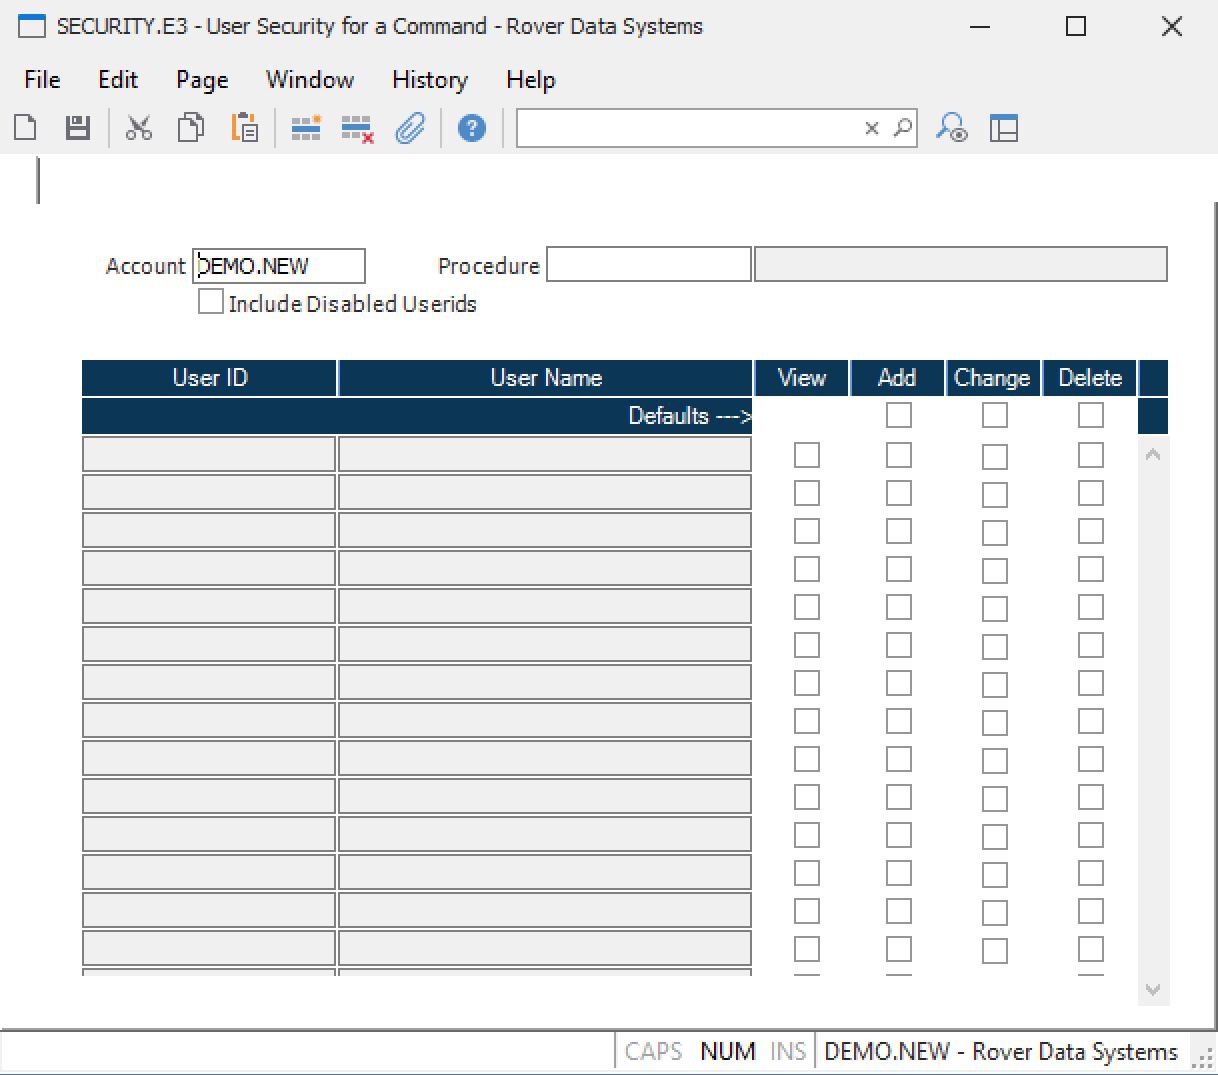 SECURITY.E3 - User Security for a Command - Rover Data Systems
File Edit Page Window History Help
Account DEMO.NEW Procedure
Include Disabled Userids
User ID User Name View Add Change Delete
Defaults --->
CAPS NUM INS DEMO.NEW - Rover Data Systems